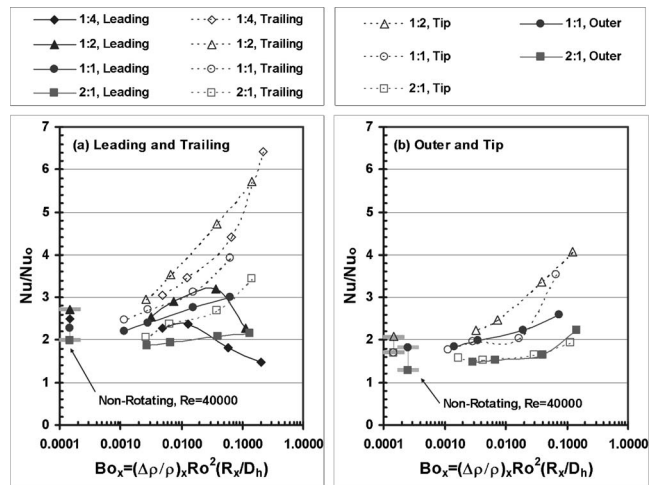 1:4, Leading 1:4, Trailing
1:2, Leading 1:2, Trailing
1:1, Leading 1:1, Trailing
2:1, Leading 2:1, Trailing
1:2, Tip 1:1, Outer
1:1, Tip 2:1, Outer
2:1, Tip
(a) Leading and Trailing
Nu/Nuo
7
6
5
4
3
2
1
0
Non-Rotating, Re=40000
0.0001 0.0010 0.0100 0.1000 1.0000
Boₓ=(Δρ/ρ)ₓRo²(Rₓ/Dₕ)
(b) Outer and Tip
Nu/Nuo
7
6
5
4
3
2
1
0
Non-Rotating, Re=40000
0.0001 0.0010 0.0100 0.1000 1.0000
Boₓ=(Δρ/ρ)ₓRo²(Rₓ/Dₕ)